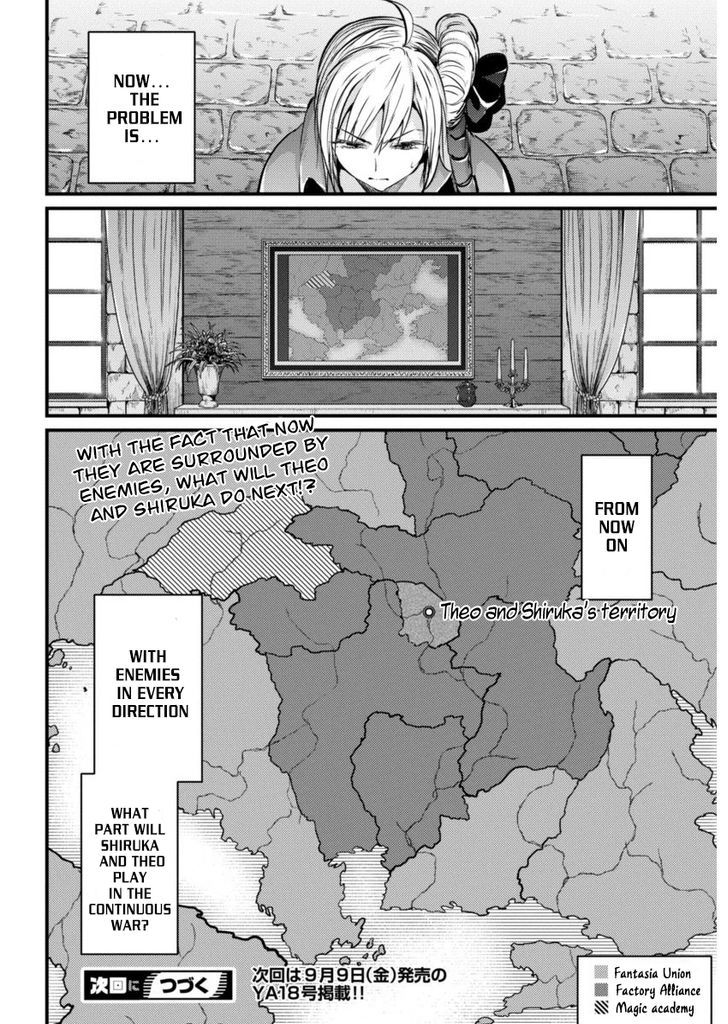 NOW...
THE
PROBLEM
IS...
WITH THE FACT THAT NOW
THEY ARE SURROUNDED BY
ENEMIES, WHAT WILL THEO
AND SHIRUKA DO NEXT!?
FROM
NOW
ON
Theo and Shiruka's territory
WITH
ENEMIES
IN EVERY
DIRECTION
WHAT
PART WILL
SHIRUKA
AND THEO
PLAY
IN THE
CONTINUOUS
WAR?
次回に つづく
次回は9月9日(金)発売の
YA18号掲載!!
Fantasia Union
Factory Alliance
Magic academy